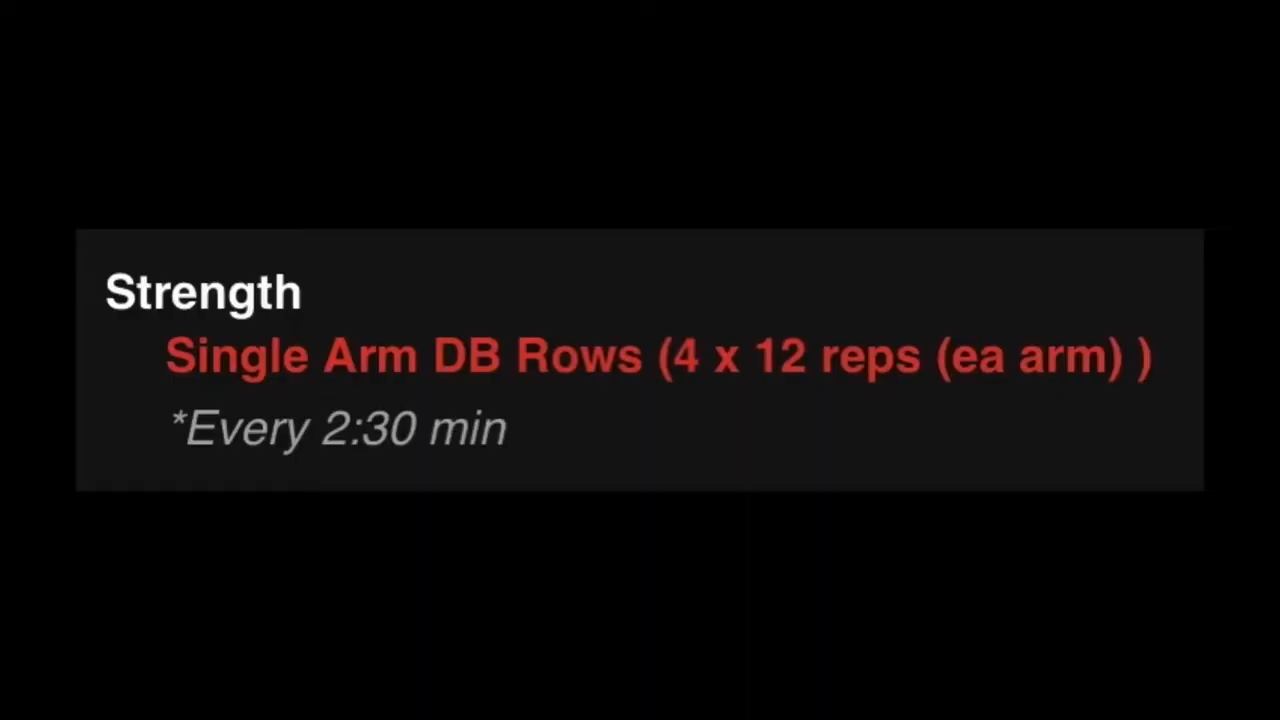 Strength
Single Arm DB Rows (4 x 12 reps (ea arm) )
*Every 2:30 min